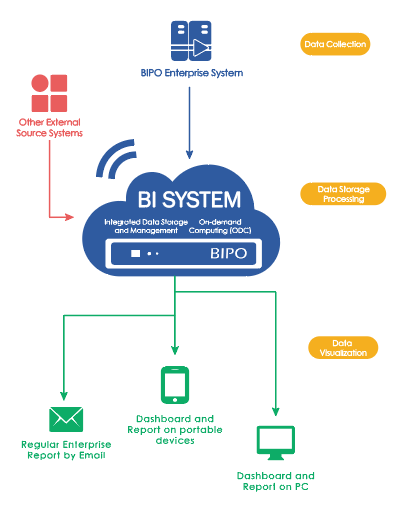 Data Collection
BIPO Enterprise System
Other External
Source Systems
BI SYSTEM
Data Storage
Processing
Integrated Data Storage
and Management
On-demand
Computing (ODC)
BIPO
Data
Visualization
Dashboard and
Report on portable
devices
Regular Enterprise
Report by Email
Dashboard and
Report on PC